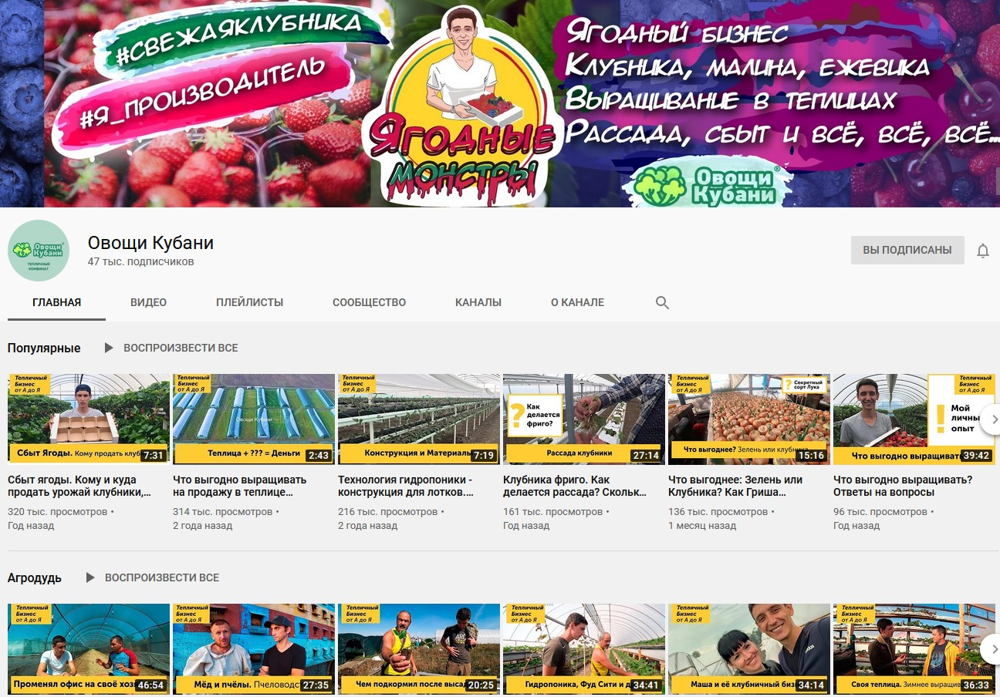 #СВЕЖАЯКЛУБНИКА
#Я_ПРОИЗВОДИТЕЛЬ
ЯГОДНЫЕ
МОНСТРЫ
ЯГОДНЫЙ БИЗНЕС
КЛУБНИКА, МАЛИНА, ЕЖЕВИКА
ВЫРАЩИВАНИЕ В ТЕПЛИЦАХ
РАССАДА, СБЫТ И ВСЁ, ВСЁ, ВСЁ...
Овощи
Кубани
Овощи
Кубани
ТЕПЛИЧНЫЙ
КОМБИНАТ
Овощи Кубани
47 тыс. подписчиков
ВЫ ПОДПИСАНЫ
ГЛАВНАЯ ВИДЕО ПЛЕЙЛИСТЫ СООБЩЕСТВО КАНАЛЫ О КАНАЛЕ
Популярные ВОСПРОИЗВЕСТИ ВСЕ
Тепличный
Бизнес
от А до Я
Сбыт Ягоды. Кому продать клуб
7:31
Сбыт ягоды. Кому и куда
продать урожай клубники,...
320 тыс. просмотров •
Год назад
Тепличный
Бизнес
от А до Я
Овощи Кубани
Теплица + ??? = Деньги
2:43
Что выгодно выращивать
на продажу в теплице...
314 тыс. просмотров •
2 года назад
Тепличный
Бизнес
от А до Я
Конструкция и Материалы
7:19
Технология гидропоники -
конструкция для лотков....
216 тыс. просмотров •
2 года назад
? Как
делается
фриго?
Рассада клубники
27:14
Клубника фриго. Как
делается рассада? Скольк...
161 тыс. просмотров •
Год назад
Тепличный
Бизнес
от А до Я
? Секретный
сорт Лука
Что выгоднее? Зелень или клубника
15:16
Что выгоднее: Зелень или
Клубника? Как Гриша...
136 тыс. просмотров •
1 месяц назад
Тепличный
Бизнес
от А до Я
! Мой
личны
опыт
Что выгодно выращивать
39:42
Что выгодно выращивать?
Ответы на вопросы
96 тыс. просмотров •
Год назад
Агродудь ВОСПРОИЗВЕСТИ ВСЕ
Тепличный
Бизнес
от А до Я
Променял офис на своё хоз
46:54
Тепличный
Бизнес
от А до Я
Мёд и пчёлы. Пчеловодс
27:35
Тепличный
Бизнес
от А до Я
Чем подкормил после высад
20:25
Тепличный
Бизнес
от А до Я
Гидропоника, Фуд Сити и д
34:41
Тепличный
Бизнес
от А до Я
Маша и её клубничный биз
34:14
Тепличный
Бизнес
от А до Я
Своя теплица. Зимнее выращив
36:33